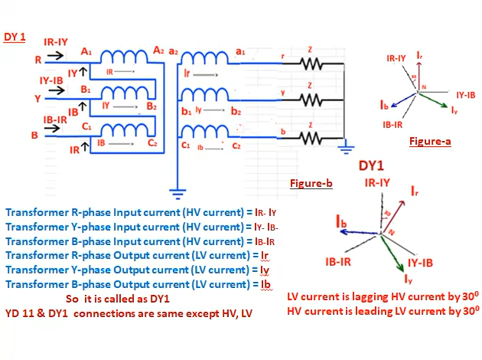 DY 1
IR-IY
R A1 A2 a2 a1 r Z
IY IR Ir
IY-IB
Y B1 IY B2 b1 Iy b2 y Z
IB
IB-IR
B C1 IB C2 c1 Ib c2 b Z
IR
IR-IY Ir
N
Ib Iy IY-IB
Figure-a
Figure-b
DY1
IR-IY
Ir
30
Ib N
IB-IR IY-IB
Iy
Transformer R-phase Input current (HV current) = IR- IY
Transformer Y-phase Input current (HV current) = IY- IB-
Transformer B-phase Input current (HV current) = IB-IR
Transformer R-phase Output current (LV current) = Ir
Transformer Y-phase Output current (LV current) = Iv
Transformer B-phase Output current (LV current) = Ib
So it is called as DY1
YD 11 & DY1 connections are same except HV, LV
LV current is lagging HV current by 30⁰
HV current is leading LV current by 30⁰